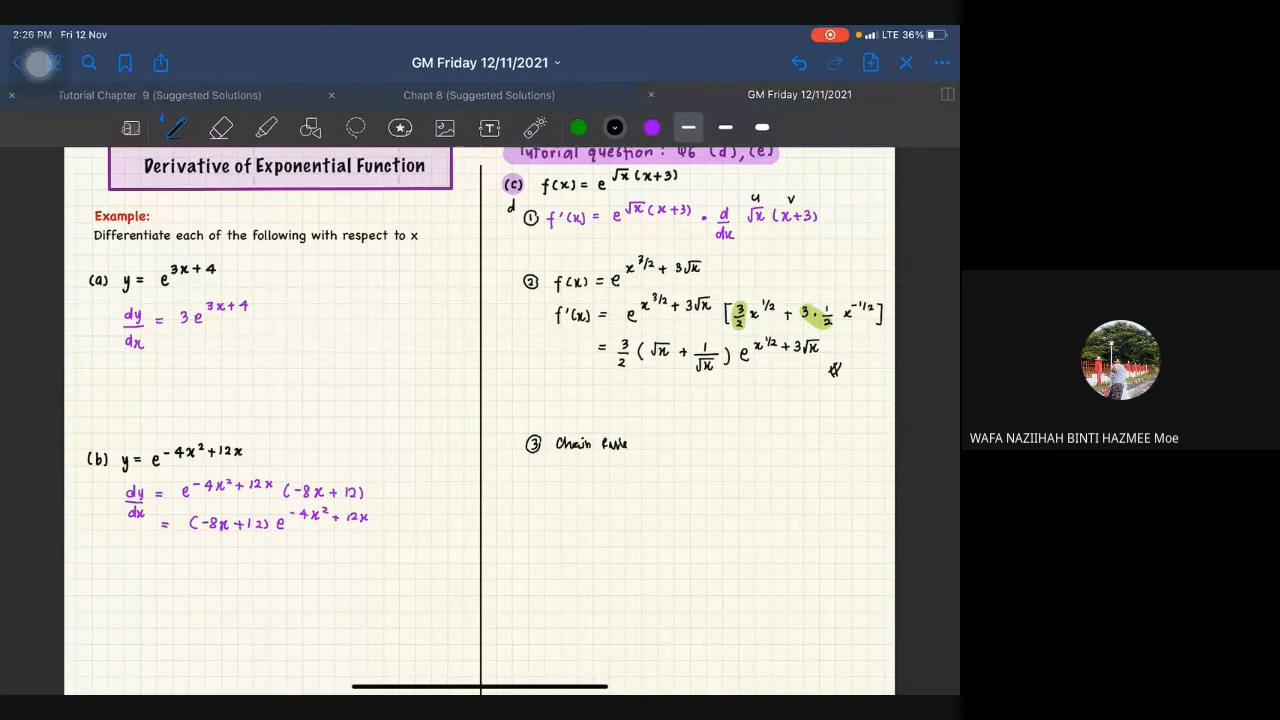 2:26 PM Fri 12 Nov
LTE 36%
GM Friday 12/11/2021
Tutorial Chapter 9 (Suggested Solutions)
Chapt 8 (Suggested Solutions)
GM Friday 12/11/2021
Derivative of Exponential Function
Example:
Differentiate each of the following with respect to x
(a) y = e^{3x+4}
dy/dx = 3e^{3x+4}
(b) y = e^{-4x²+12x}
dy/dx = e^{-4x²+12x} (-8x+12)
= (-8x+12) e^{-4x²+12x}
Tutorial question : Q6 (d), (e)
(c) f(x) = e^{√x (x+3)}
d
u v
① f'(x) = e^{√x (x+3)} · d/dx √x (x+3)
② f(x) = e^{x^{3/2} + 3√x}
f'(x) = e^{x^{3/2} + 3√x} [3/2 x^{1/2} + 3 · 1/2 x^{-1/2}]
= 3/2 (√x + 1/√x) e^{x^{1/2} + 3√x}
③ Chain rule
WAFA NAZIIHAH BINTI HAZMEE Moe